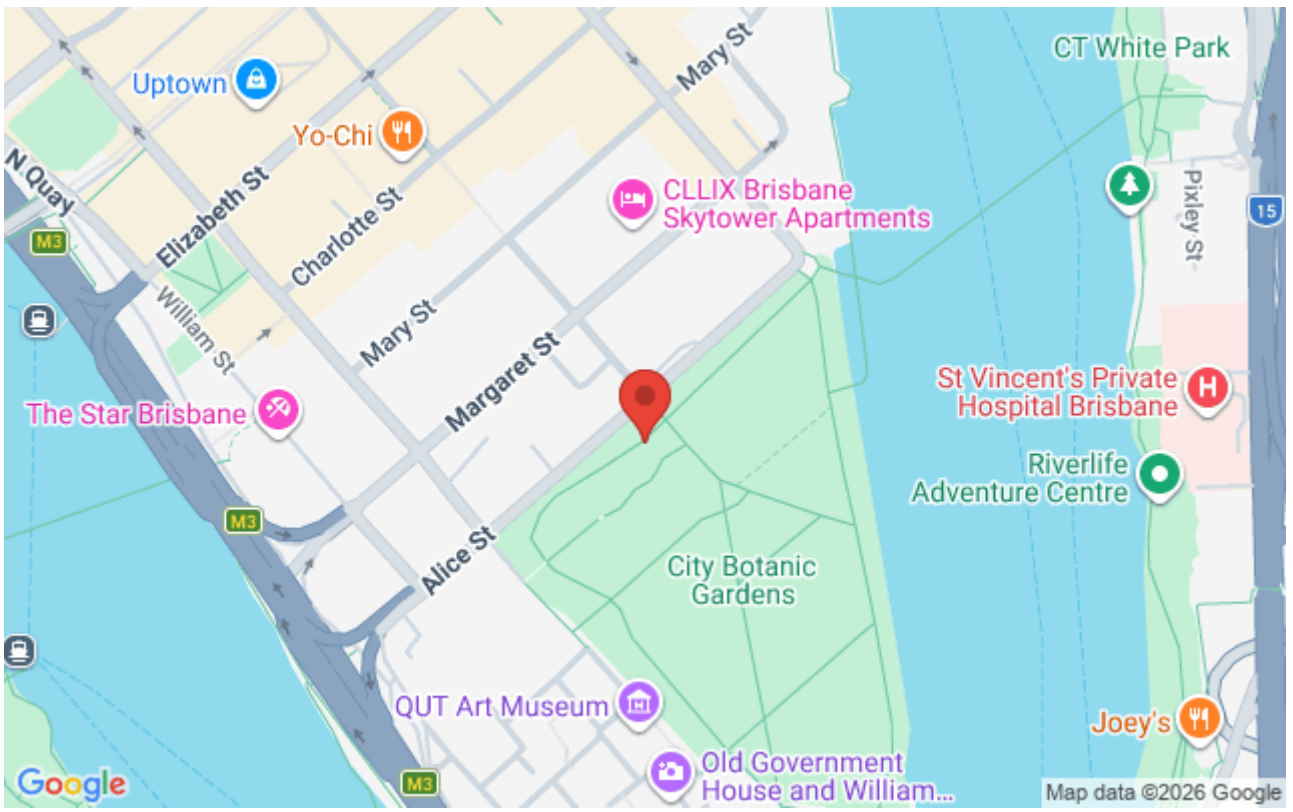 CT White Park
Mary St
Uptown
Yo-Chi
N Quay
Elizabeth St
Pixley St
CLLIX Brisbane
Skytower Apartments
15
M3
Charlotte St
William St
Mary St
Margaret St
St Vincent's Private
Hospital Brisbane
H
The Star Brisbane
Riverlife
Adventure Centre
M3
Alice St
City Botanic
Gardens
QUT Art Museum
Joey's
Old Government
House and William...
M3
Google
Map data ©2026 Google